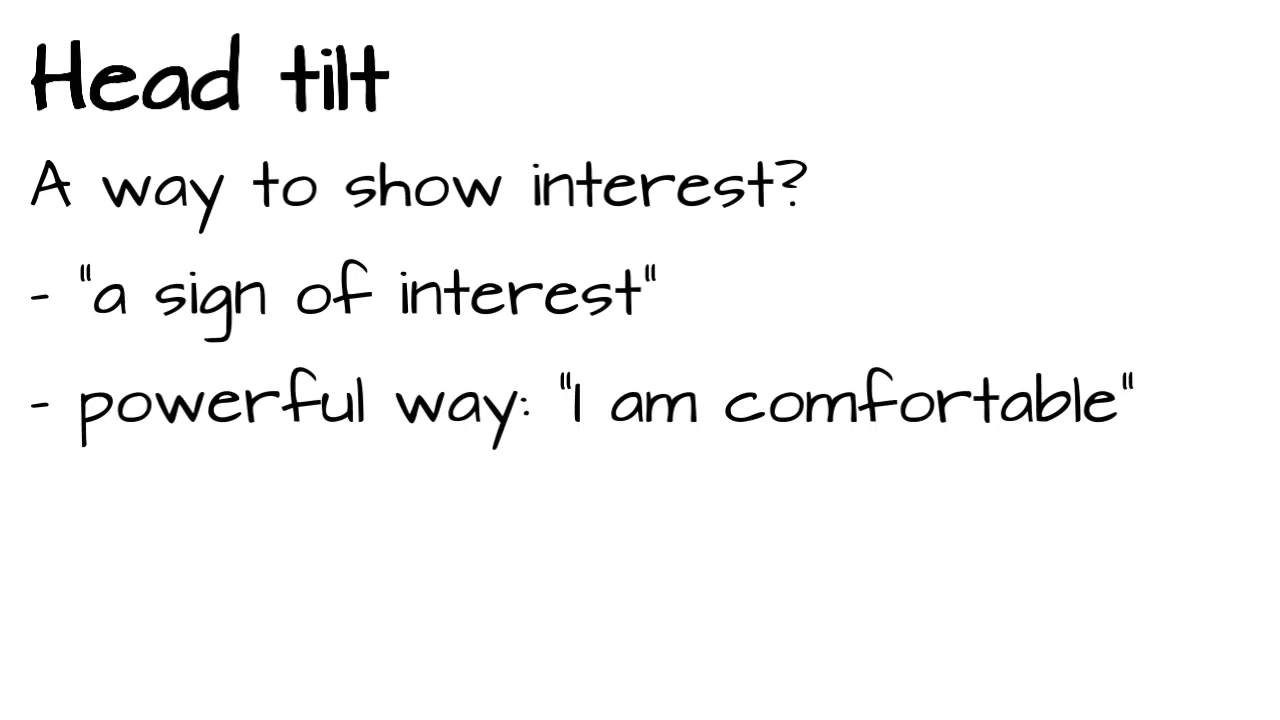 Head tilt
A way to show interest?
- "a sign of interest"
- powerful way: "I am comfortable"